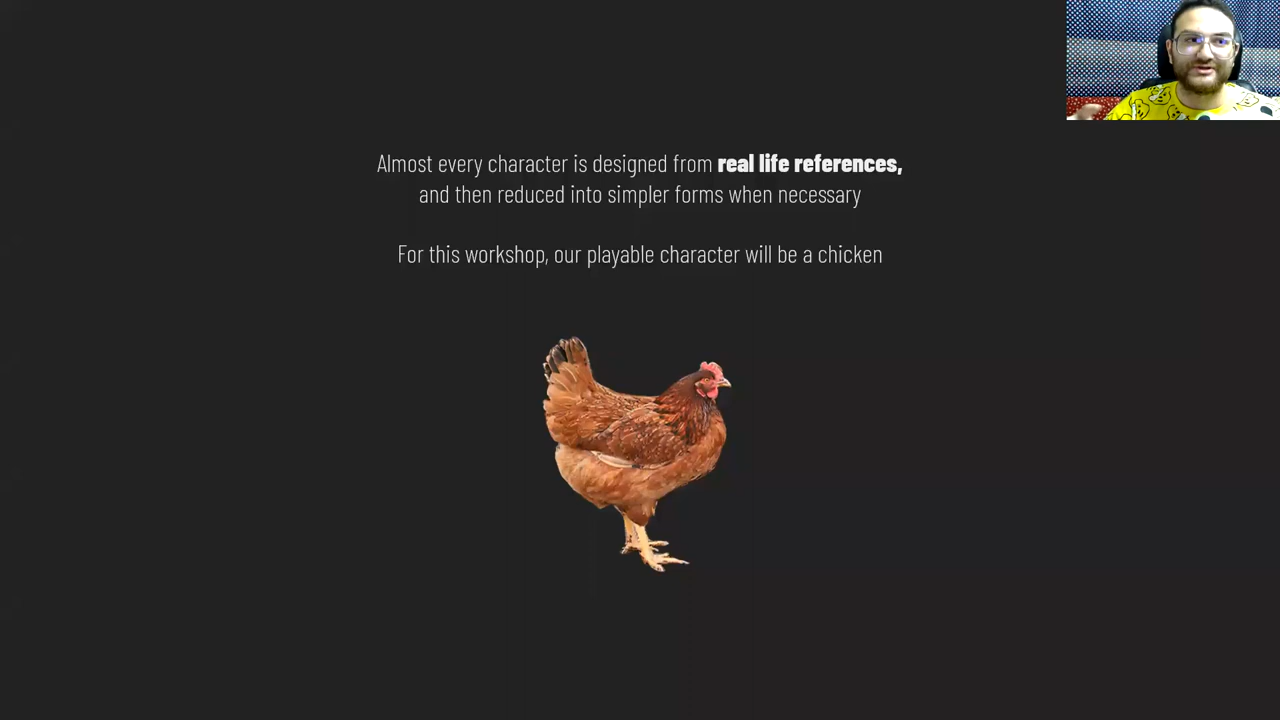 Almost every character is designed from real life references,
and then reduced into simpler forms when necessary
For this workshop, our playable character will be a chicken